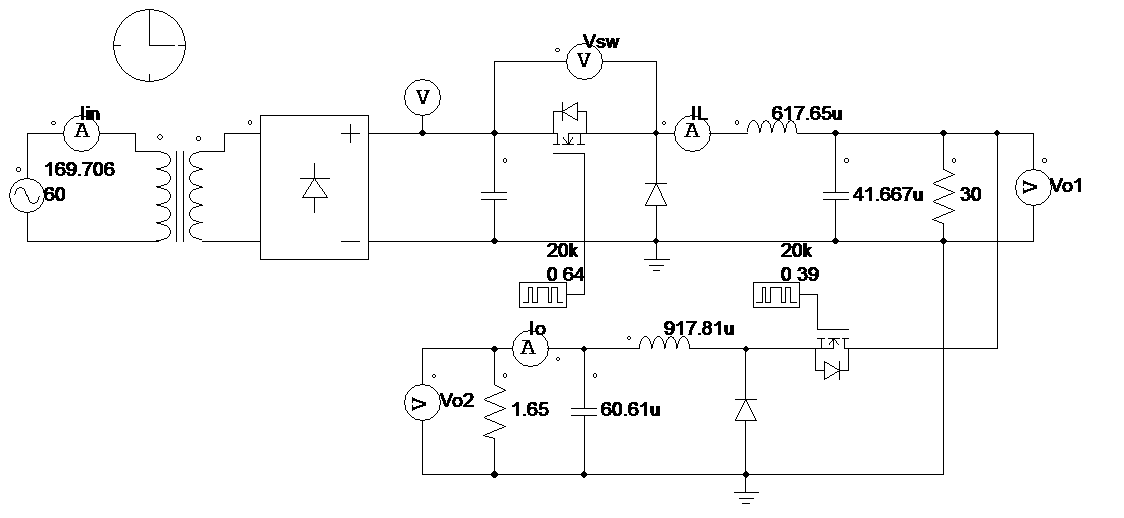 Vsw
V
V
Iin
A
IL
A
617.65u
169.706
60
41.667u
30
V
Vo1
20k
0 64
20k
0 39
Io
A
917.81u
V
Vo2
1.65
60.61u